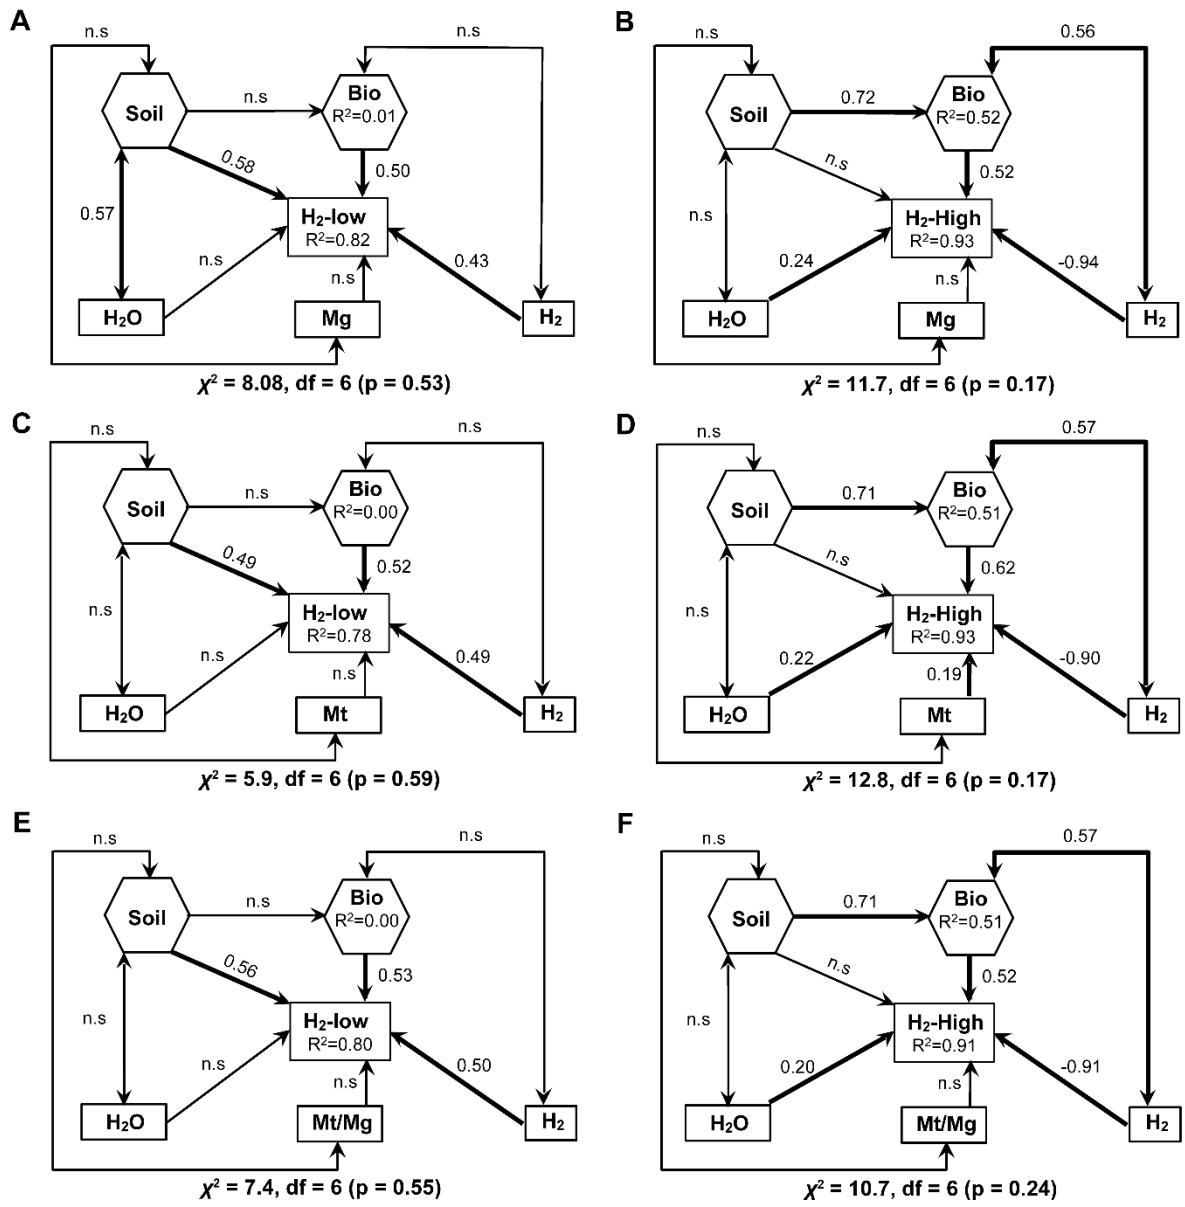 A
n.s
n.s
Soil
n.s
Bio
R²=0.01
0.58
0.50
0.57
H₂-low
R²=0.82
n.s
n.s
0.43
H₂O
Mg
H₂
χ² = 8.08, df = 6 (p = 0.53)
B
n.s
0.56
Soil
0.72
Bio
R²=0.52
n.s
0.52
n.s
H₂-High
R²=0.93
0.24
n.s
-0.94
H₂O
Mg
H₂
χ² = 11.7, df = 6 (p = 0.17)
C
n.s
n.s
Soil
n.s
Bio
R²=0.00
0.49
0.52
n.s
H₂-low
R²=0.78
n.s
n.s
0.49
H₂O
Mt
H₂
χ² = 5.9, df = 6 (p = 0.59)
D
n.s
0.57
Soil
0.71
Bio
R²=0.51
n.s
0.62
n.s
H₂-High
R²=0.93
0.22
0.19
-0.90
H₂O
Mt
H₂
χ² = 12.8, df = 6 (p = 0.17)
E
n.s
n.s
Soil
n.s
Bio
R²=0.00
0.56
0.53
n.s
H₂-low
R²=0.80
n.s
n.s
0.50
H₂O
Mt/Mg
H₂
χ² = 7.4, df = 6 (p = 0.55)
F
n.s
0.57
Soil
0.71
Bio
R²=0.51
n.s
0.52
n.s
H₂-High
R²=0.91
0.20
n.s
-0.91
H₂O
Mt/Mg
H₂
χ² = 10.7, df = 6 (p = 0.24)